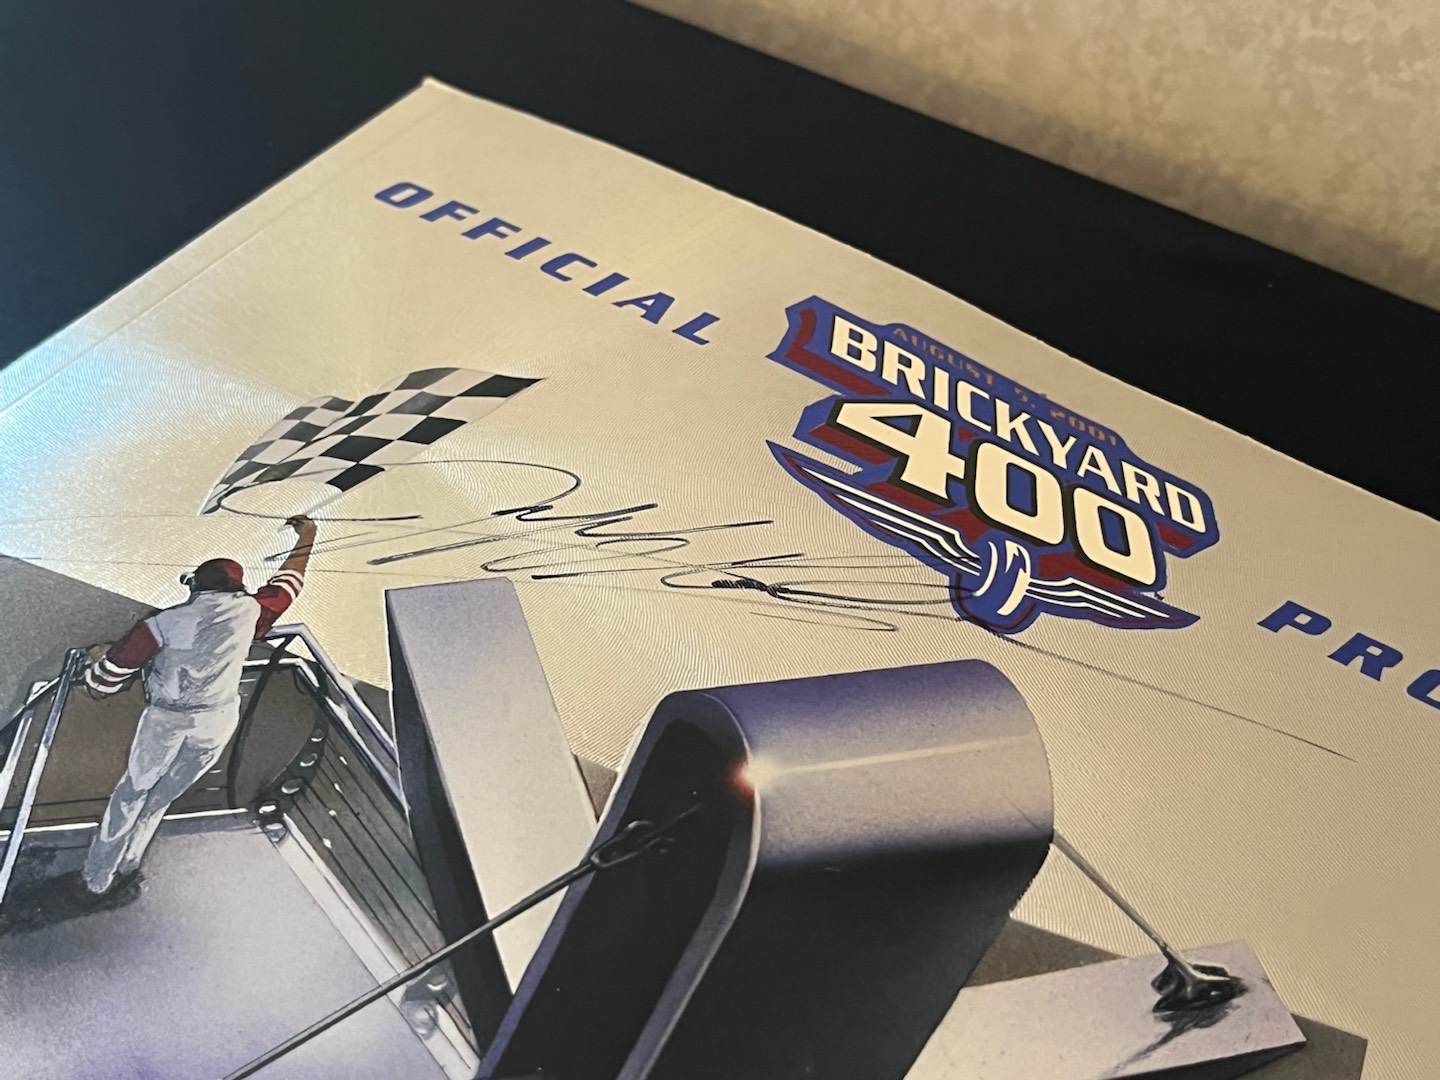 OFFICIAL
AUGUST 5, 2001
BRICKYARD
400
PRO